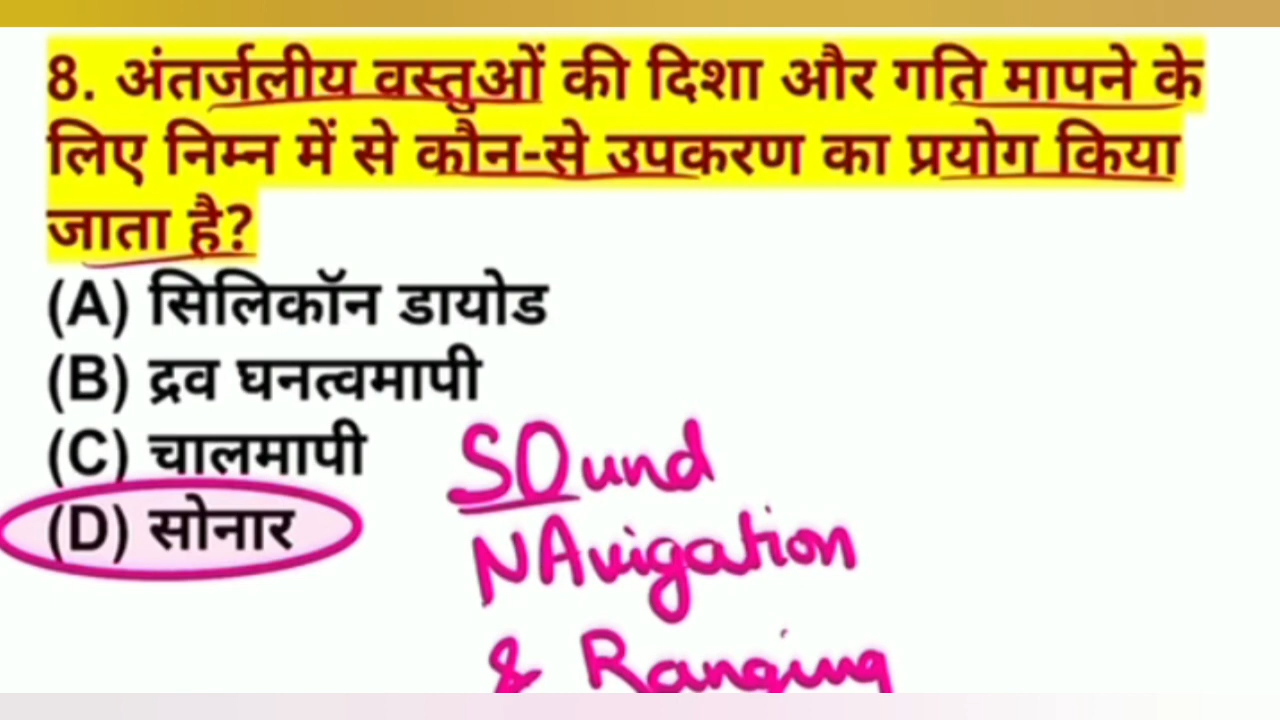 8. अंतर्जलीय वस्तुओं की दिशा और गति मापने के
लिए निम्न में से कौन-से उपकरण का प्रयोग किया
जाता है?
(A) सिलिकॉन डायोड
(B) द्रव घनत्वमापी
(C) चालमापी
(D) सोनार
SOund
NAvigation
& Ranging